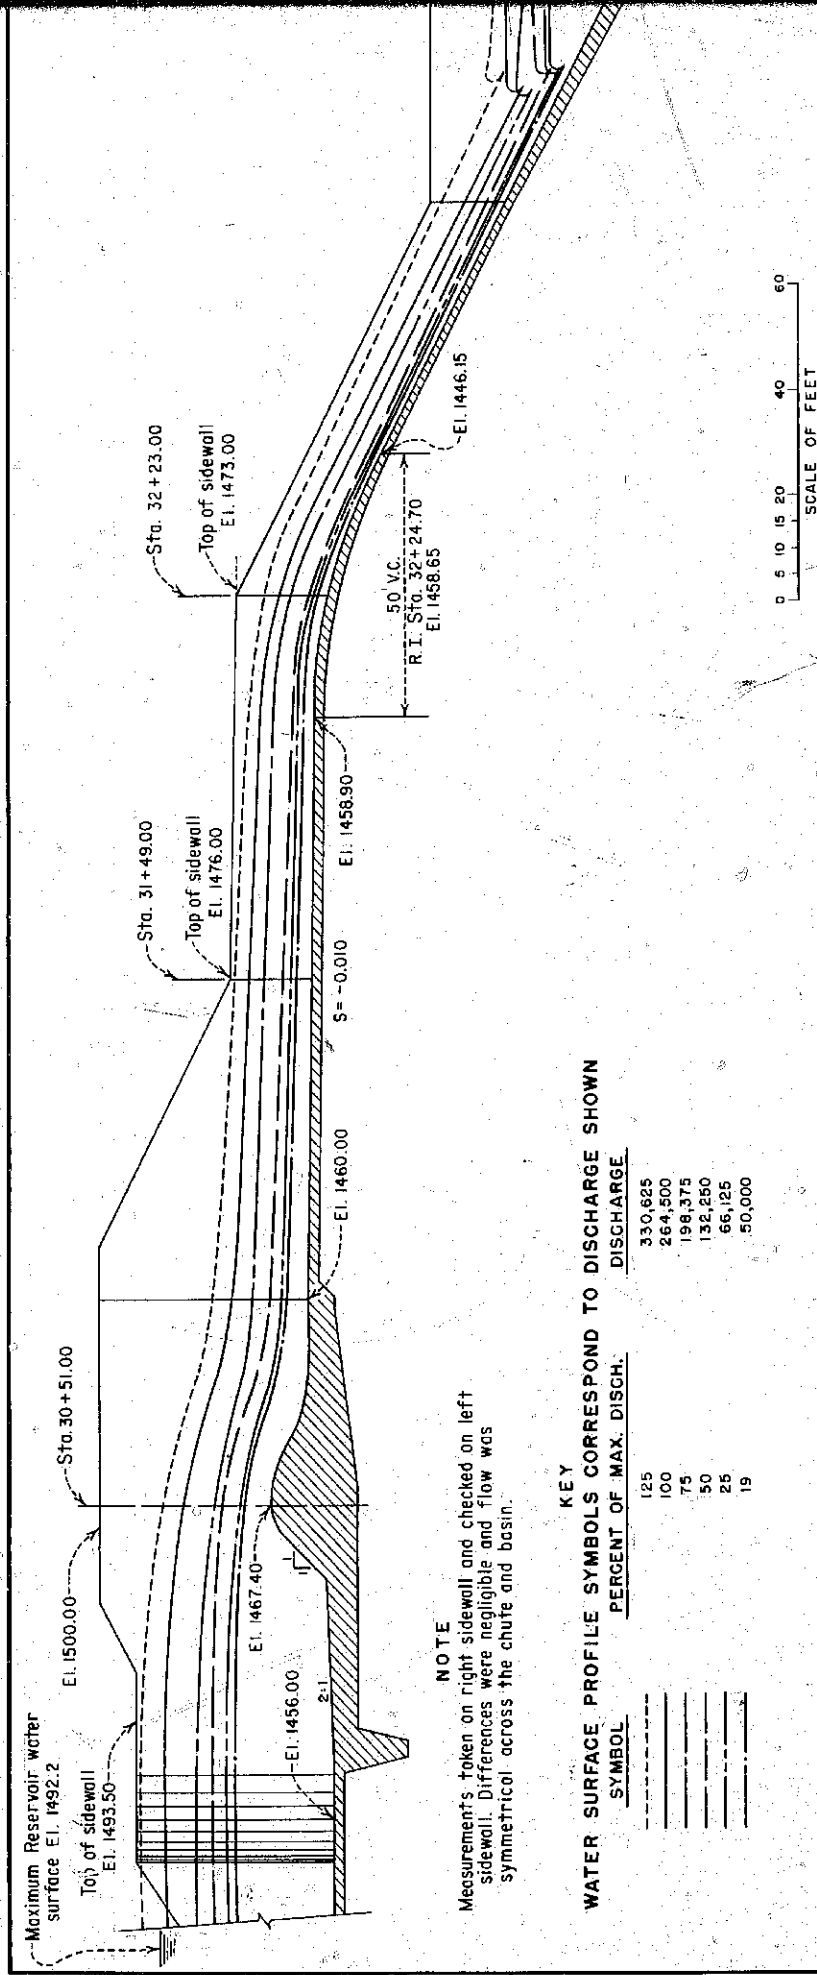 Maximum Reservoir water
surface El. 1492.2
Top of sidewall
El. 1493.50
El. 1500.00
Sta. 30+51.00
El. 1456.00
2:1
El. 1467.40
1
1
El. 1460.00
S= -0.010
Sta. 31+49.00
Top of sidewall
El. 1476.00
El. 1458.90
Sta. 32+23.00
Top of sidewall
El. 1473.00
50' V.C.
P.I. Sta. 32+24.70
El. 1458.65
El. 1446.15
NOTE
Measurements taken on right sidewall and checked on left
sidewall. Differences were negligible and flow was
symmetrical across the chute and basin.
KEY
WATER SURFACE PROFILE SYMBOLS CORRESPOND TO DISCHARGE SHOWN
SYMBOL PERCENT OF MAX. DISCH. DISCHARGE
125 330,625
100 264,500
75 198,375
50 132,250
25 66,125
19 50,000
0 5 10 15 20 40 60
SCALE OF FEET